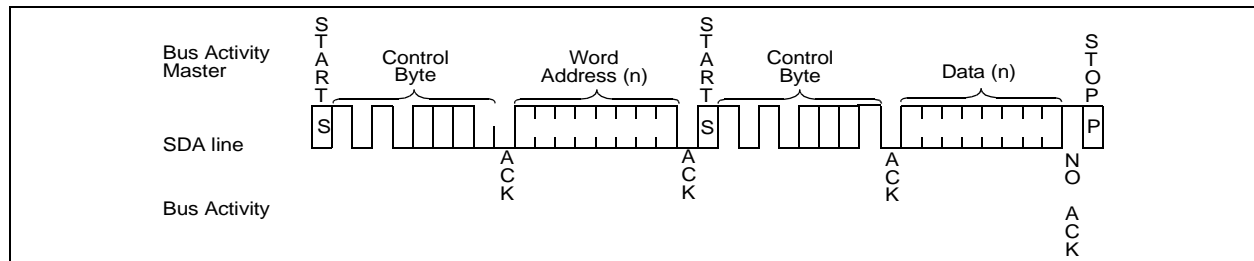 Bus Activity
Master
START
Control
Byte
Word
Address (n)
START
Control
Byte
Data (n)
STOP
SDA line
S
S
P
ACK
ACK
ACK
NO ACK
Bus Activity